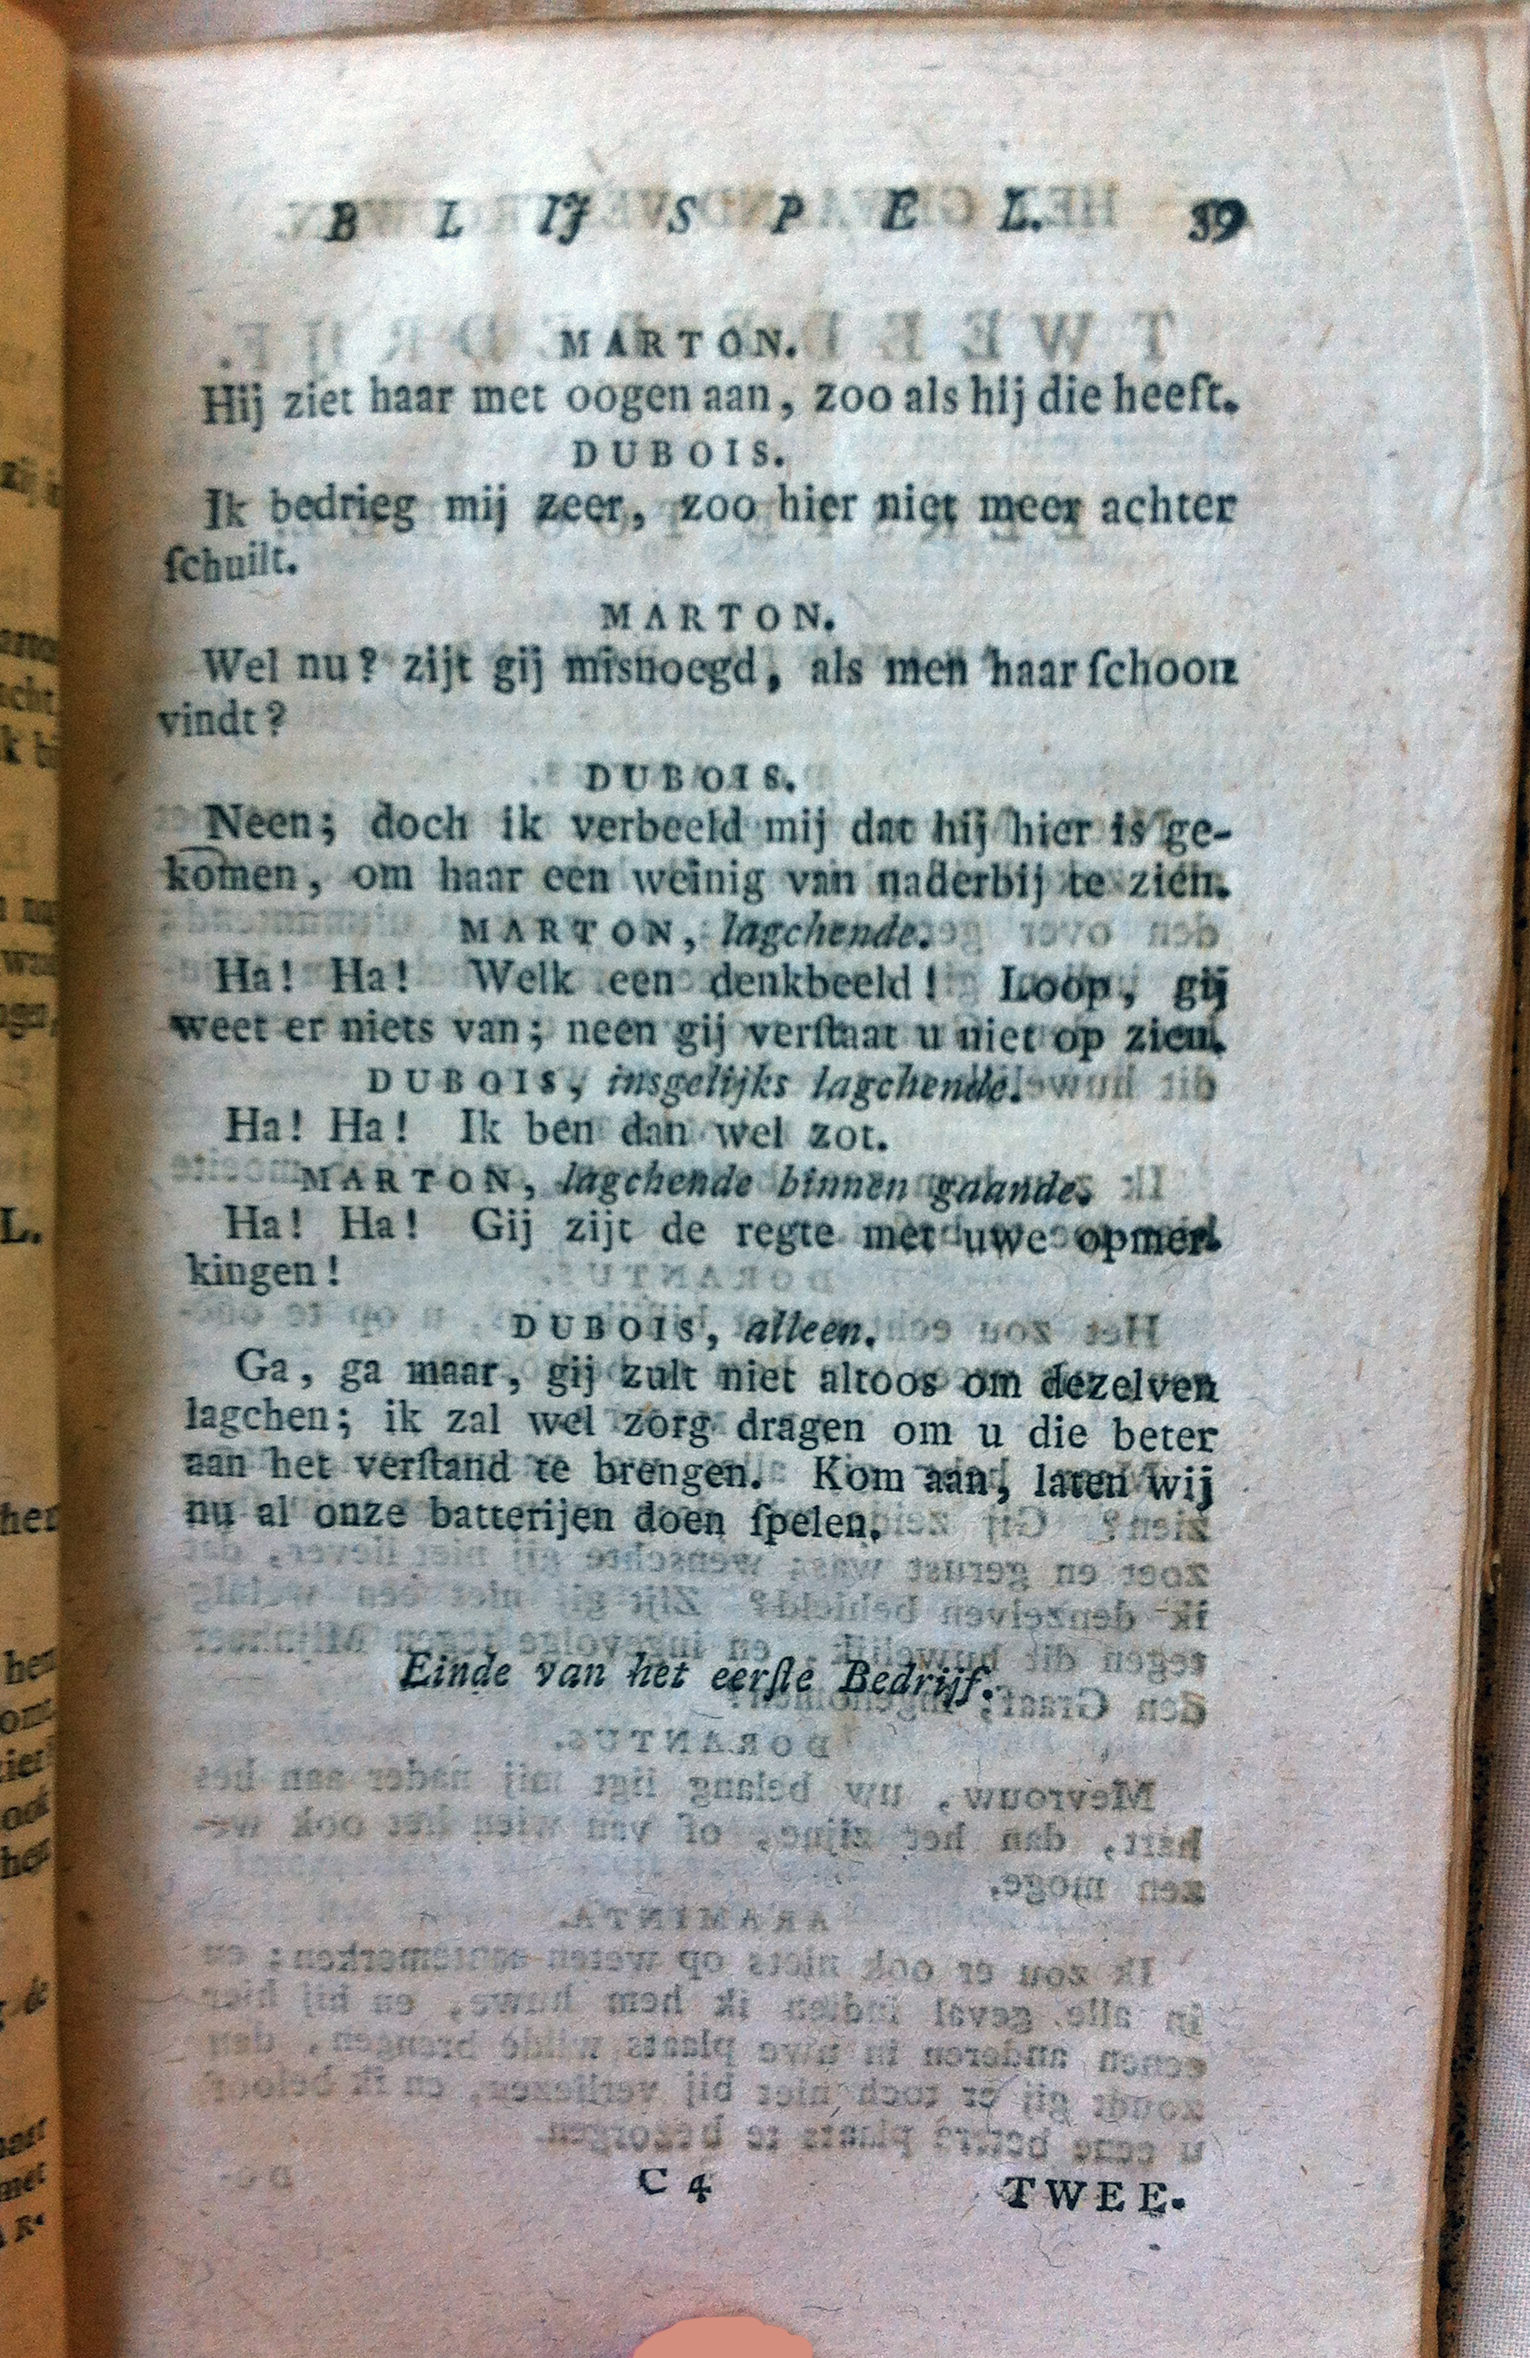 BLIJSPEL. 39
MARTON.
Hij ziet haar met oogen aan, zoo als hij die heeft.
DUBOIS.
Ik bedrieg mij zeer, zoo hier niet meer achter
ſchuilt.
MARTON.
Wel nu? zijt gij misnoegd, als men haar ſchoon
vindt?
DUBOIS.
Neen; doch ik verbeeld mij dat hij hier is ge-
komen, om haar een weinig van naderbij te zien.
MARTON, lagchende.
Ha! Ha! Welk een denkbeeld! Loop, gij
weet er niets van; neen gij verſtaat u niet op zien.
DUBOIS, insgelijks lagchende.
Ha! Ha! Ik ben dan wel zot.
MARTON, lagchende binnen gaande.
Ha! Ha! Gij zijt de regte met uwe opmer-
kingen!
DUBOIS, alleen.
Ga, ga maar, gij zult niet altoos om dezelven
lagchen; ik zal wel zorg dragen om u die beter
aan het verſtand te brengen. Kom aan, laten wij
nu al onze batterijen doen ſpelen.
Einde van het eerſte Bedrijf.
C 4 TWEE-